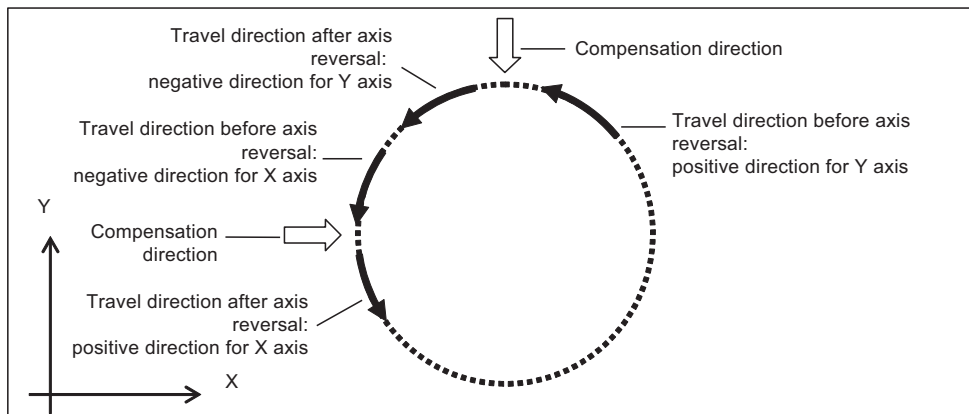 Travel direction after axis
reversal:
negative direction for Y axis
Compensation direction
Travel direction before axis
reversal:
positive direction for Y axis
Travel direction before axis
reversal:
negative direction for X axis
Y
Compensation
direction
Travel direction after axis
reversal:
positive direction for X axis
X